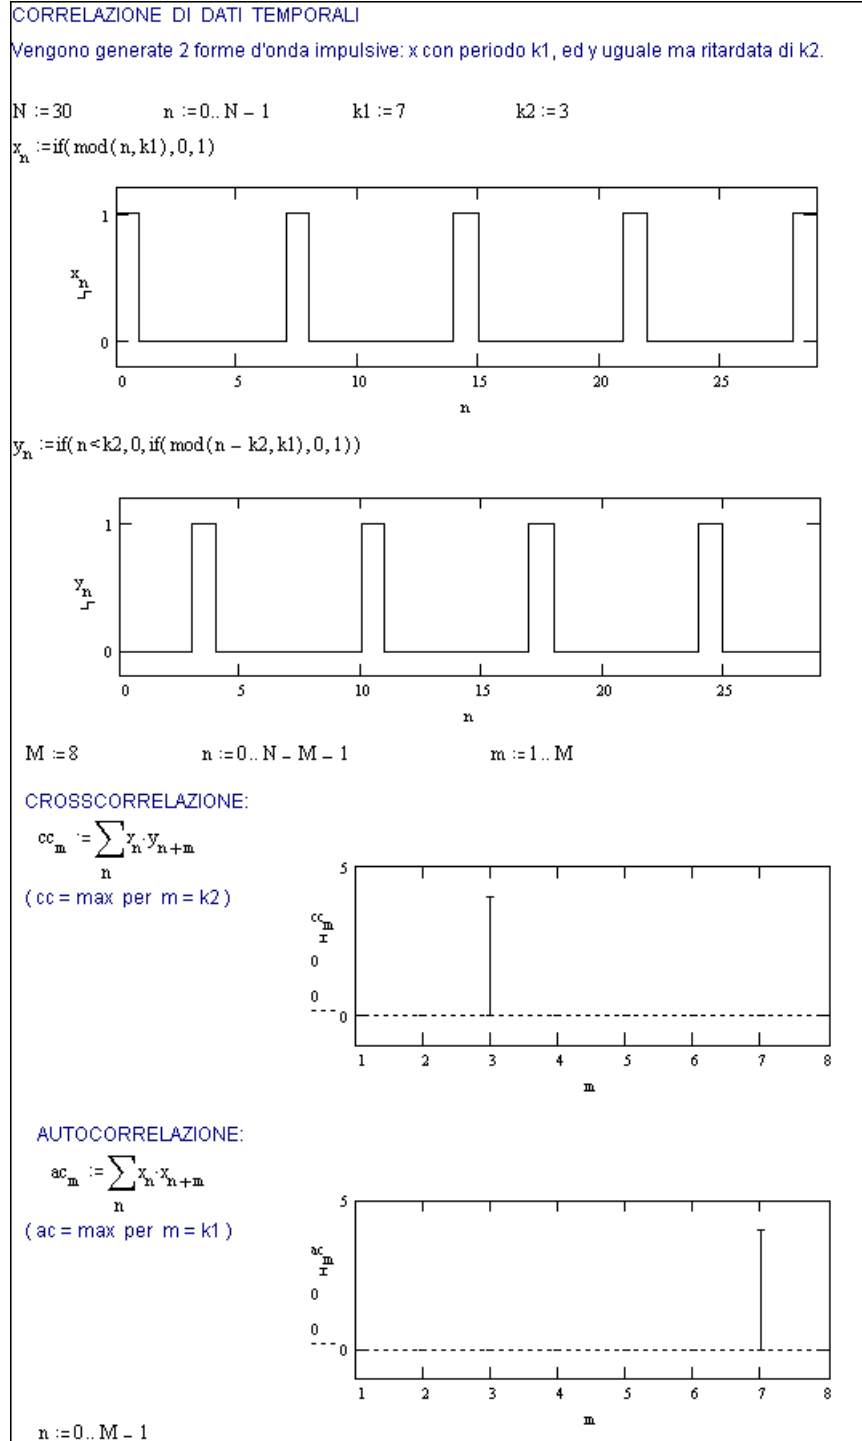 CORRELAZIONE DI DATI TEMPORALI
Vengono generate 2 forme d'onda impulsive: x con periodo k1, ed y uguale ma ritardata di k2.
N := 30 n := 0.. N − 1 k1 := 7 k2 := 3
x_n := if( mod( n, k1) , 0 , 1 )
1
x_n
0
0 5 10 15 20 25
n
y_n := if( n < k2, 0, if( mod( n − k2, k1) , 0 , 1 ) )
1
y_n
0
0 5 10 15 20 25
n
M := 8 n := 0.. N − M − 1 m := 1.. M
CROSSCORRELAZIONE:
cc_m := ∑_n x_n·y_{n+m}
( cc = max per m = k2 )
5
cc_m
0
0
0
1 2 3 4 5 6 7 8
m
AUTOCORRELAZIONE:
ac_m := ∑_n x_n·x_{n+m}
( ac = max per m = k1 )
5
ac_m
0
0
0
1 2 3 4 5 6 7 8
m
n := 0.. M − 1